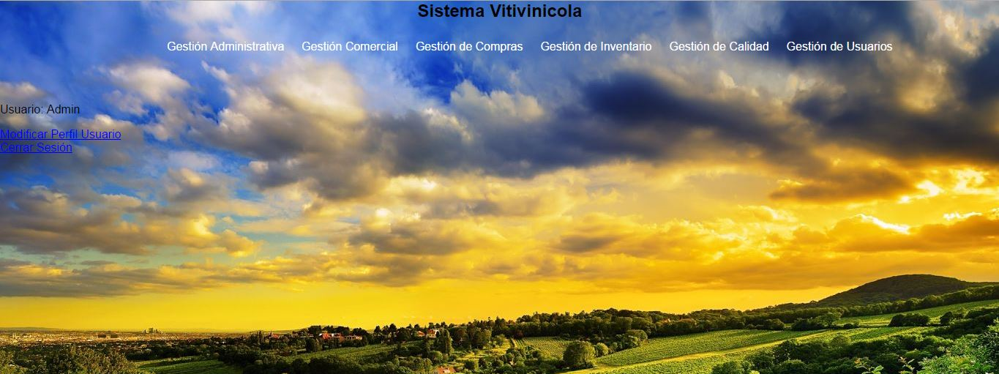 Sistema Vitivinicola
Gestión Administrativa Gestión Comercial Gestión de Compras Gestión de Inventario Gestión de Calidad Gestión de Usuarios
Usuario: Admin
Modificar Perfil Usuario
Cerrar Sesión